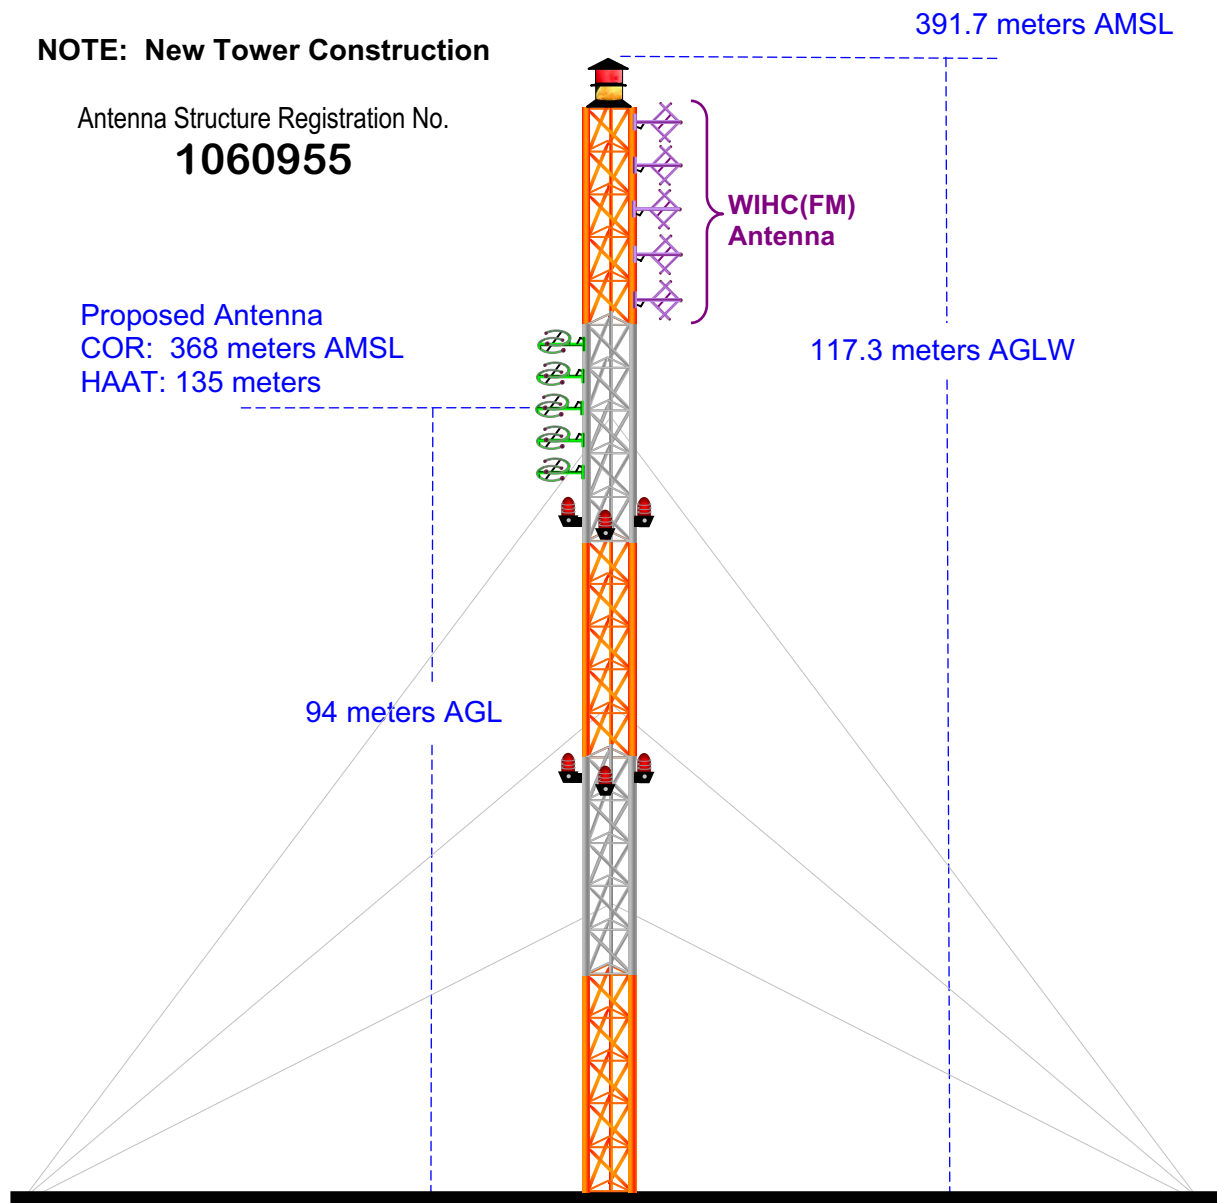 391.7 meters AMSL
NOTE:  New Tower Construction
Antenna Structure Registration No.
1060955
WIHC(FM)
Antenna
Proposed Antenna
COR:  368 meters AMSL
HAAT: 135 meters
117.3 meters AGLW
94 meters AGL